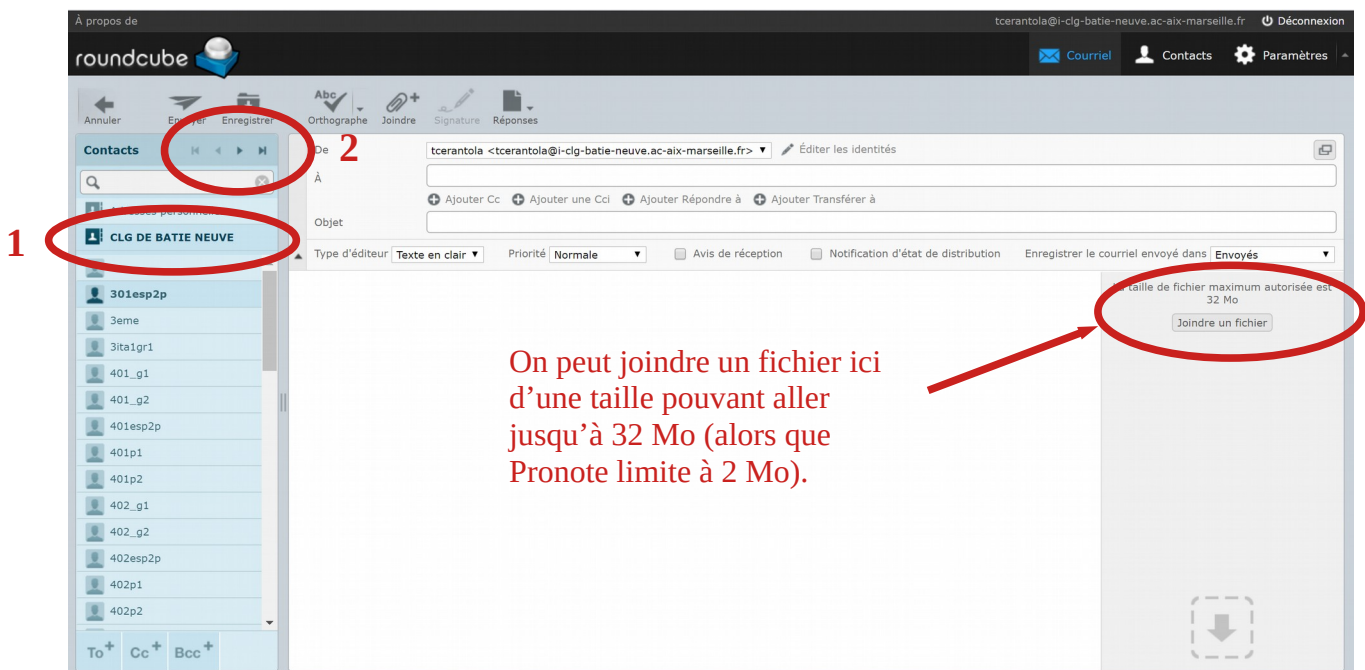 À propos de
tcerantola@i-clg-batie-neuve.ac-aix-marseille.fr Déconnexion
roundcube
Courriel Contacts Paramètres
Annuler Envoyer Enregistrer Orthographe Joindre Signature Réponses
Contacts
2
De tcerantola <tcerantola@i-clg-batie-neuve.ac-aix-marseille.fr> Éditer les identités
À
Ajouter Cc Ajouter une Cci Ajouter Répondre à Ajouter Transférer à
Adresses personnelles
Objet
1
CLG DE BATIE NEUVE
Type d'éditeur Texte en clair Priorité Normale Avis de réception Notification d'état de distribution Enregistrer le courriel envoyé dans Envoyés
La taille de fichier maximum autorisée est
32 Mo
Joindre un fichier
301esp2p
3eme
3ita1gr1
401_g1
401_g2
401esp2p
401p1
401p2
402_g1
402_g2
402esp2p
402p1
402p2
On peut joindre un fichier ici
d’une taille pouvant aller
jusqu’à 32 Mo (alors que
Pronote limite à 2 Mo).
To+ Cc+ Bcc+